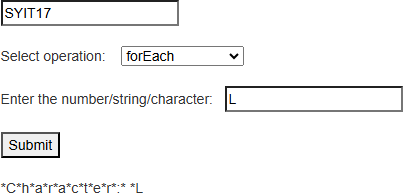 SYIT17
Select operation: forEach
Enter the number/string/character: L
Submit
*C*h*a*r*a*c*t*e*r*:* *L